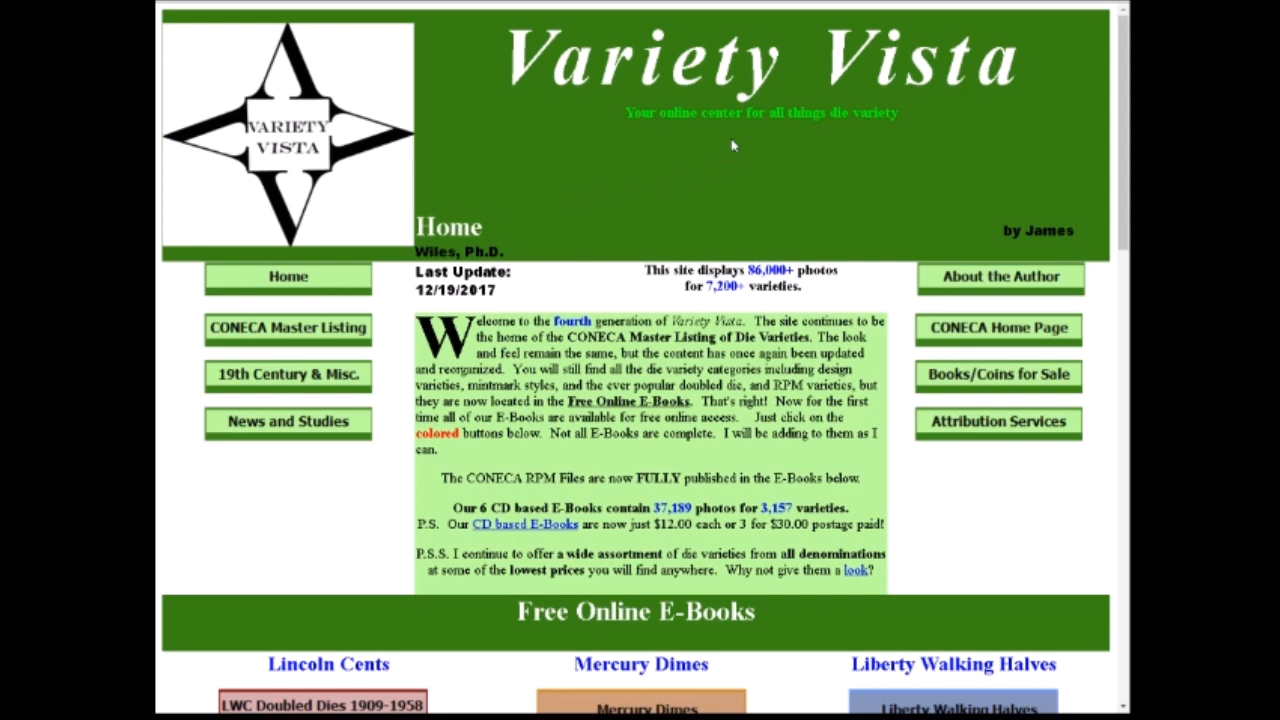 Variety Vista
Your online center for all things die variety
VARIETY
VISTA
Home
by James
Wiles, Ph.D.
Last Update:
12/19/2017
This site displays 86,000+ photos
for 7,200+ varieties.
Home
CONECA Master Listing
19th Century & Misc.
News and Studies
About the Author
CONECA Home Page
Books/Coins for Sale
Attribution Services
Welcome to the fourth generation of Variety Vista. The site continues to be
the home of the CONECA Master Listing of Die Varieties. The look
and feel remain the same, but the content has once again been updated
and reorganized. You will still find all the die variety categories including design
varieties, mintmark styles, and the ever popular doubled die, and RPM varieties, but
they are now located in the Free Online E-Books. That's right! Now for the first
time all of our E-Books are available for free online access. Just click on the
colored buttons below. Not all E-Books are complete. I will be adding to them as I
can.
The CONECA RPM Files are now FULLY published in the E-Books below.
Our 6 CD based E-Books contain 37,189 photos for 3,157 varieties.
P.S. Our CD based E-Books are now just $12.00 each or 3 for $30.00 postage paid!
P.S.S. I continue to offer a wide assortment of die varieties from all denominations
at some of the lowest prices you will find anywhere. Why not give them a look?
Free Online E-Books
Lincoln Cents
Mercury Dimes
Liberty Walking Halves
LWC Doubled Dies 1909-1958
Mercury Dimes
Liberty Walking Halves